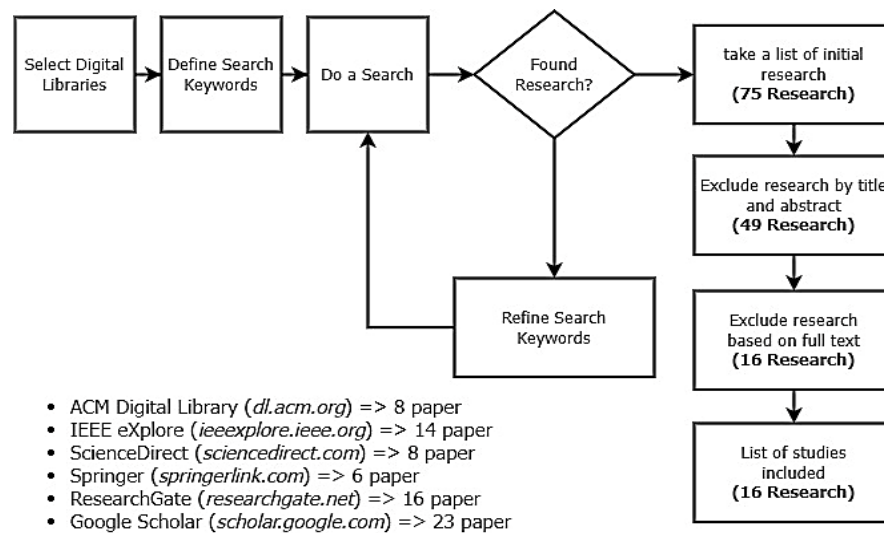 Select Digital
Libraries
Define Search
Keywords
Do a Search
Found
Research?
take a list of initial
research
(75 Research)
Exclude research by title
and abstract
(49 Research)
Refine Search
Keywords
Exclude research
based on full text
(16 Research)
List of studies
included
(16 Research)
• ACM Digital Library (dl.acm.org) => 8 paper
• IEEE eXplore (ieeexplore.ieee.org) => 14 paper
• ScienceDirect (sciencedirect.com) => 8 paper
• Springer (springerlink.com) => 6 paper
• ResearchGate (researchgate.net) => 16 paper
• Google Scholar (scholar.google.com) => 23 paper